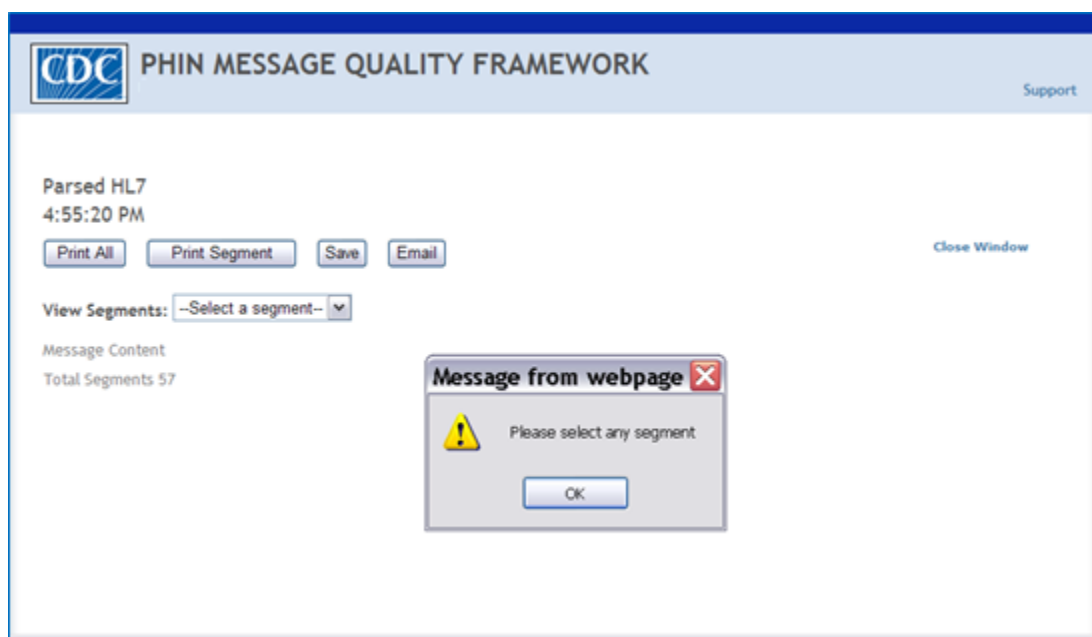 CDC PHIN MESSAGE QUALITY FRAMEWORK
Support
Parsed HL7
4:55:20 PM
Print All Print Segment Save Email Close Window
View Segments: --Select a segment--
Message Content
Total Segments 57
Message from webpage
Please select any segment
OK